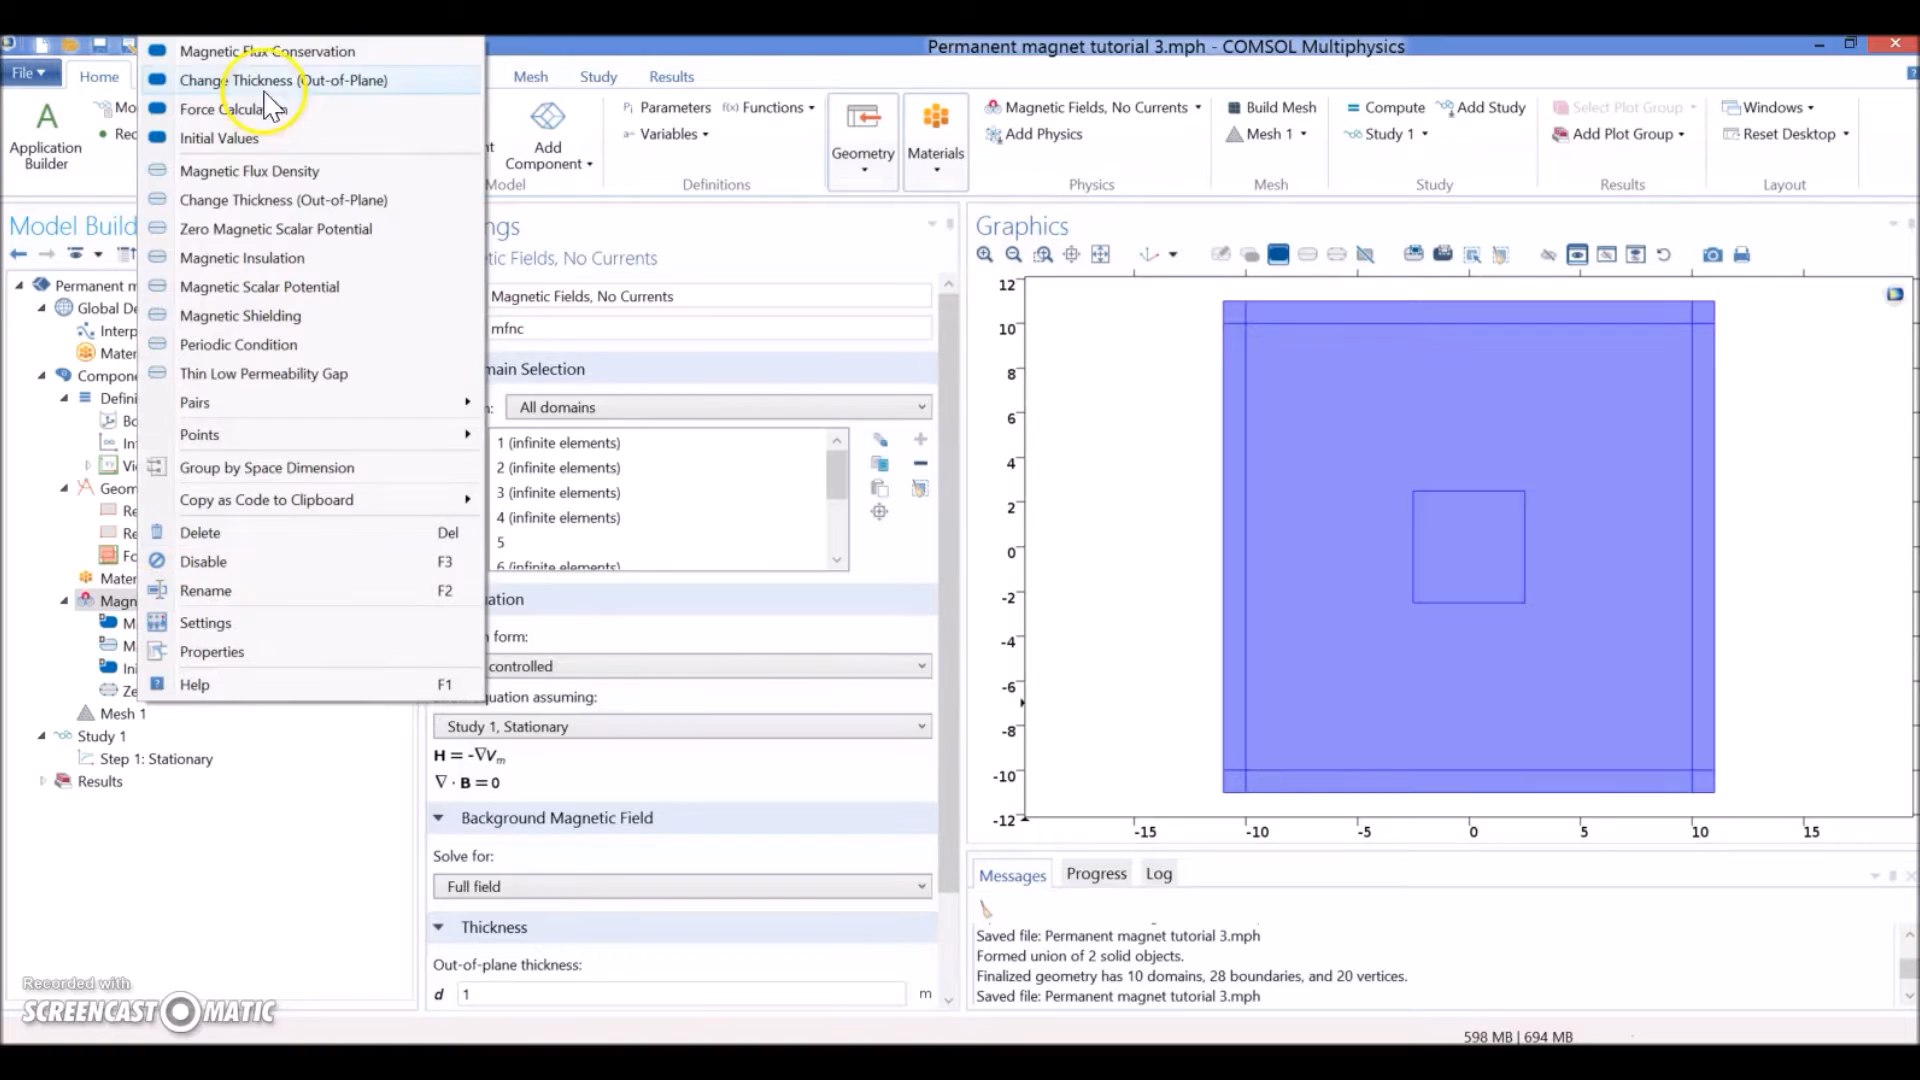 Permanent magnet tutorial 3.mph - COMSOL Multiphysics
File
Home
Mesh
Study
Results
Application
Builder
Add
Component
Model
Parameters
Functions
Variables
Definitions
Geometry
Materials
Magnetic Fields, No Currents
Add Physics
Physics
Build Mesh
Mesh 1
Mesh
Compute
Add Study
Study 1
Study
Select Plot Group
Add Plot Group
Results
Windows
Reset Desktop
Layout
Magnetic Flux Conservation
Change Thickness (Out-of-Plane)
Initial Values
Magnetic Flux Density
Change Thickness (Out-of-Plane)
Zero Magnetic Scalar Potential
Magnetic Insulation
Magnetic Scalar Potential
Magnetic Shielding
Periodic Condition
Thin Low Permeability Gap
Pairs
Points
Group by Space Dimension
Copy as Code to Clipboard
Delete Del
Disable F3
Rename F2
Settings
Properties
Help F1
Model Build
Permanent m
Global De
Interp
Mater
Compone
Defini
Geom
Mater
Magn
Mesh 1
Study 1
Step 1: Stationary
Results
ngs
tic Fields, No Currents
Magnetic Fields, No Currents
mfnc
main Selection
All domains
1 (infinite elements)
2 (infinite elements)
3 (infinite elements)
4 (infinite elements)
5
6 (infinite elements)
uation
n form:
controlled
quation assuming:
Study 1, Stationary
H = -∇Vm
∇ · B = 0
Background Magnetic Field
Solve for:
Full field
Thickness
Out-of-plane thickness:
d 1 m
Graphics
12
10
8
6
4
2
0
-2
-4
-6
-8
-10
-12
-15 -10 -5 0 5 10 15
Messages Progress Log
Saved file: Permanent magnet tutorial 3.mph
Formed union of 2 solid objects.
Finalized geometry has 10 domains, 28 boundaries, and 20 vertices.
Saved file: Permanent magnet tutorial 3.mph
598 MB | 694 MB
Recorded with
SCREENCAST-O-MATIC